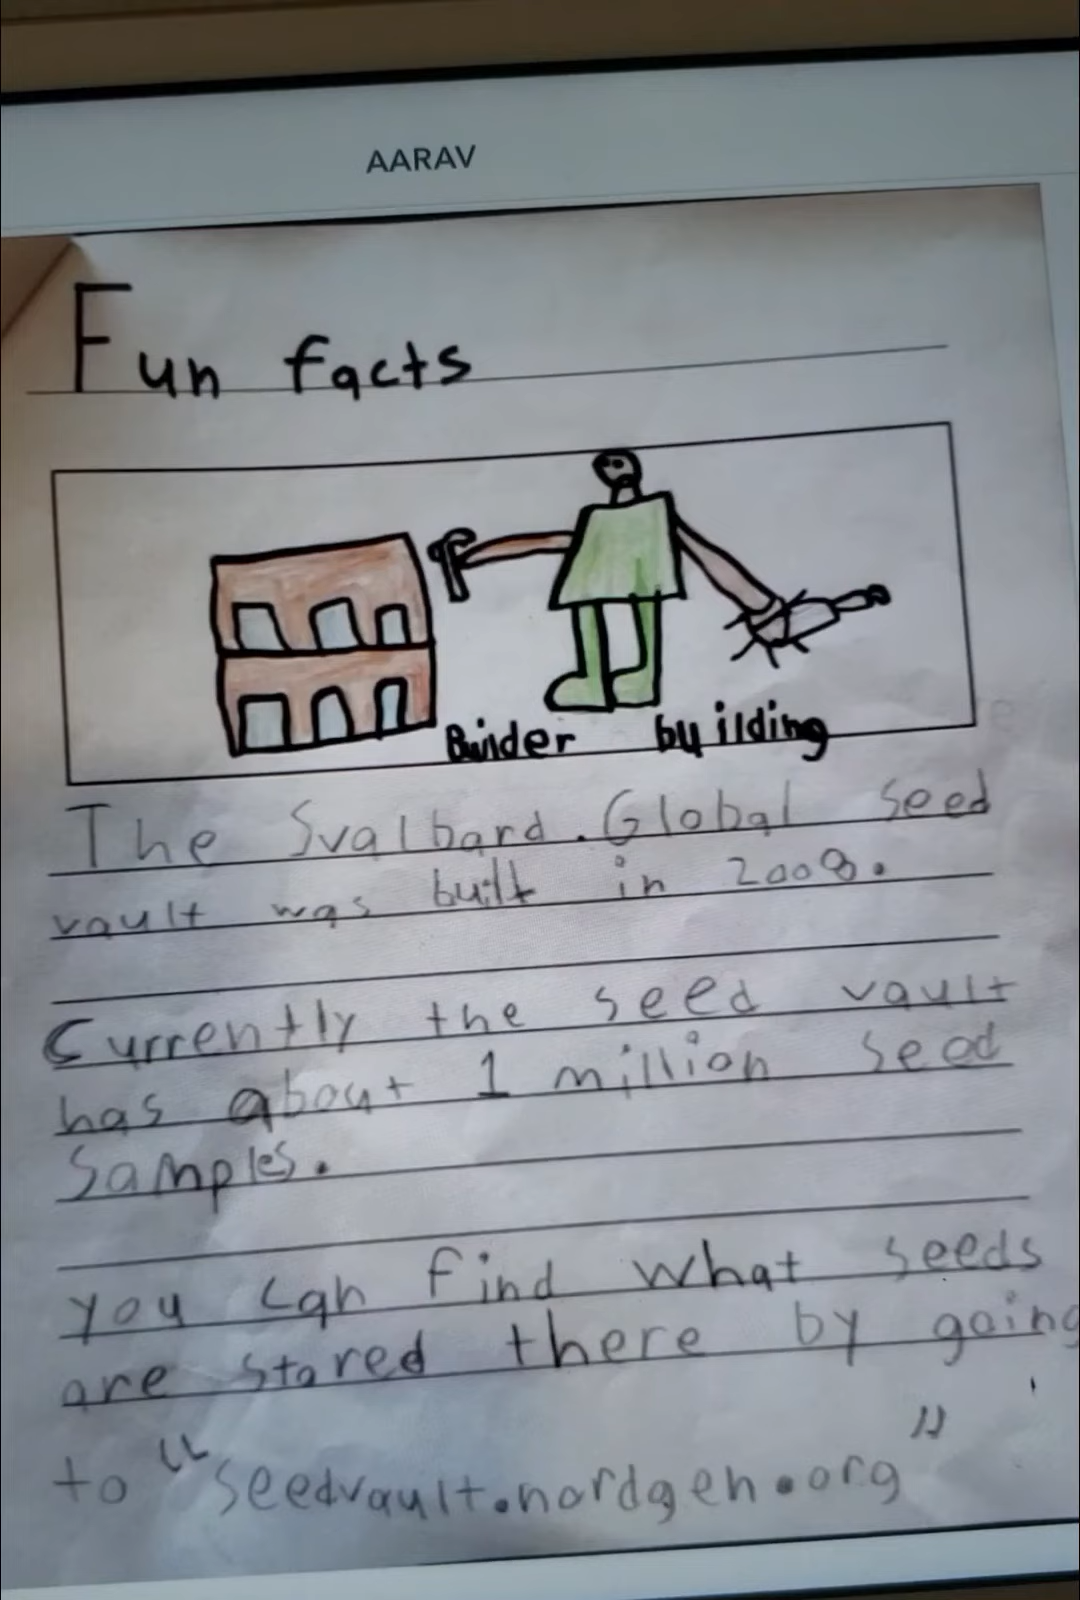 AARAV
Fun facts
Builder building
The Svalbard. Global seed
vault was built in 2008.
Currently the seed vault
has about 1 million seed
samples.
you can find what seeds
are stored there by going
to "seedvault.nordgen.org"